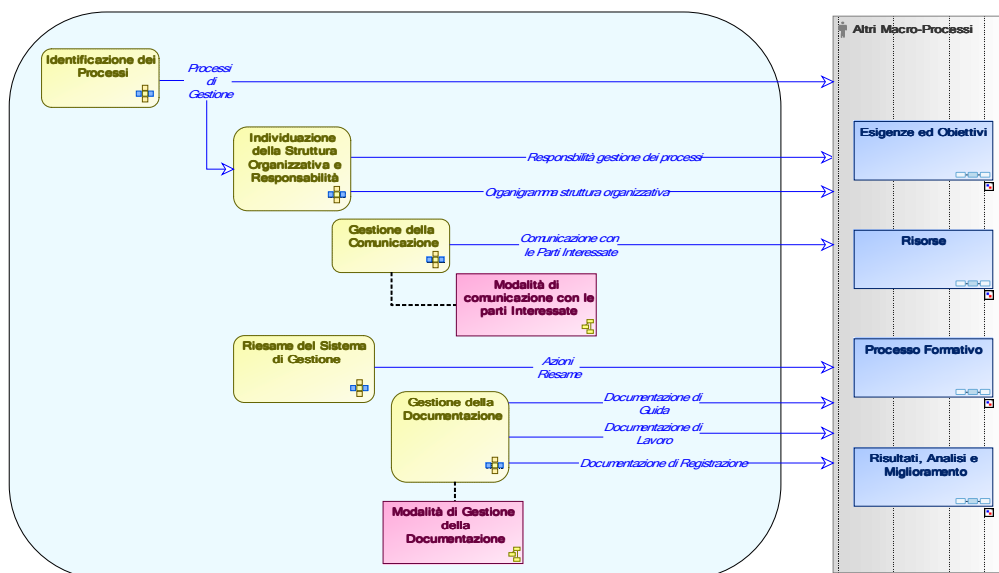 Altri Macro-Processi
Identificazione dei
Processi
Processi
di
Gestione
Individuazione
della Struttura
Organizzativa e
Responsabilità
Responsbilità gestione dei processi
Organigramma struttura organizzativa
Esigenze ed Obiettivi
Gestione della
Comunicazione
Comunicazione con
le Parti Interessate
Risorse
Modalità di
comunicazione con le
parti Interessate
Riesame del Sistema
di Gestione
Azioni
Riesame
Processo Formativo
Gestione della
Documentazione
Documentazione di
Guida
Documentazione di
Lavoro
Documentazione di Registrazione
Risultati, Analisi e
Miglioramento
Modalità di Gestione
della
Documentazione